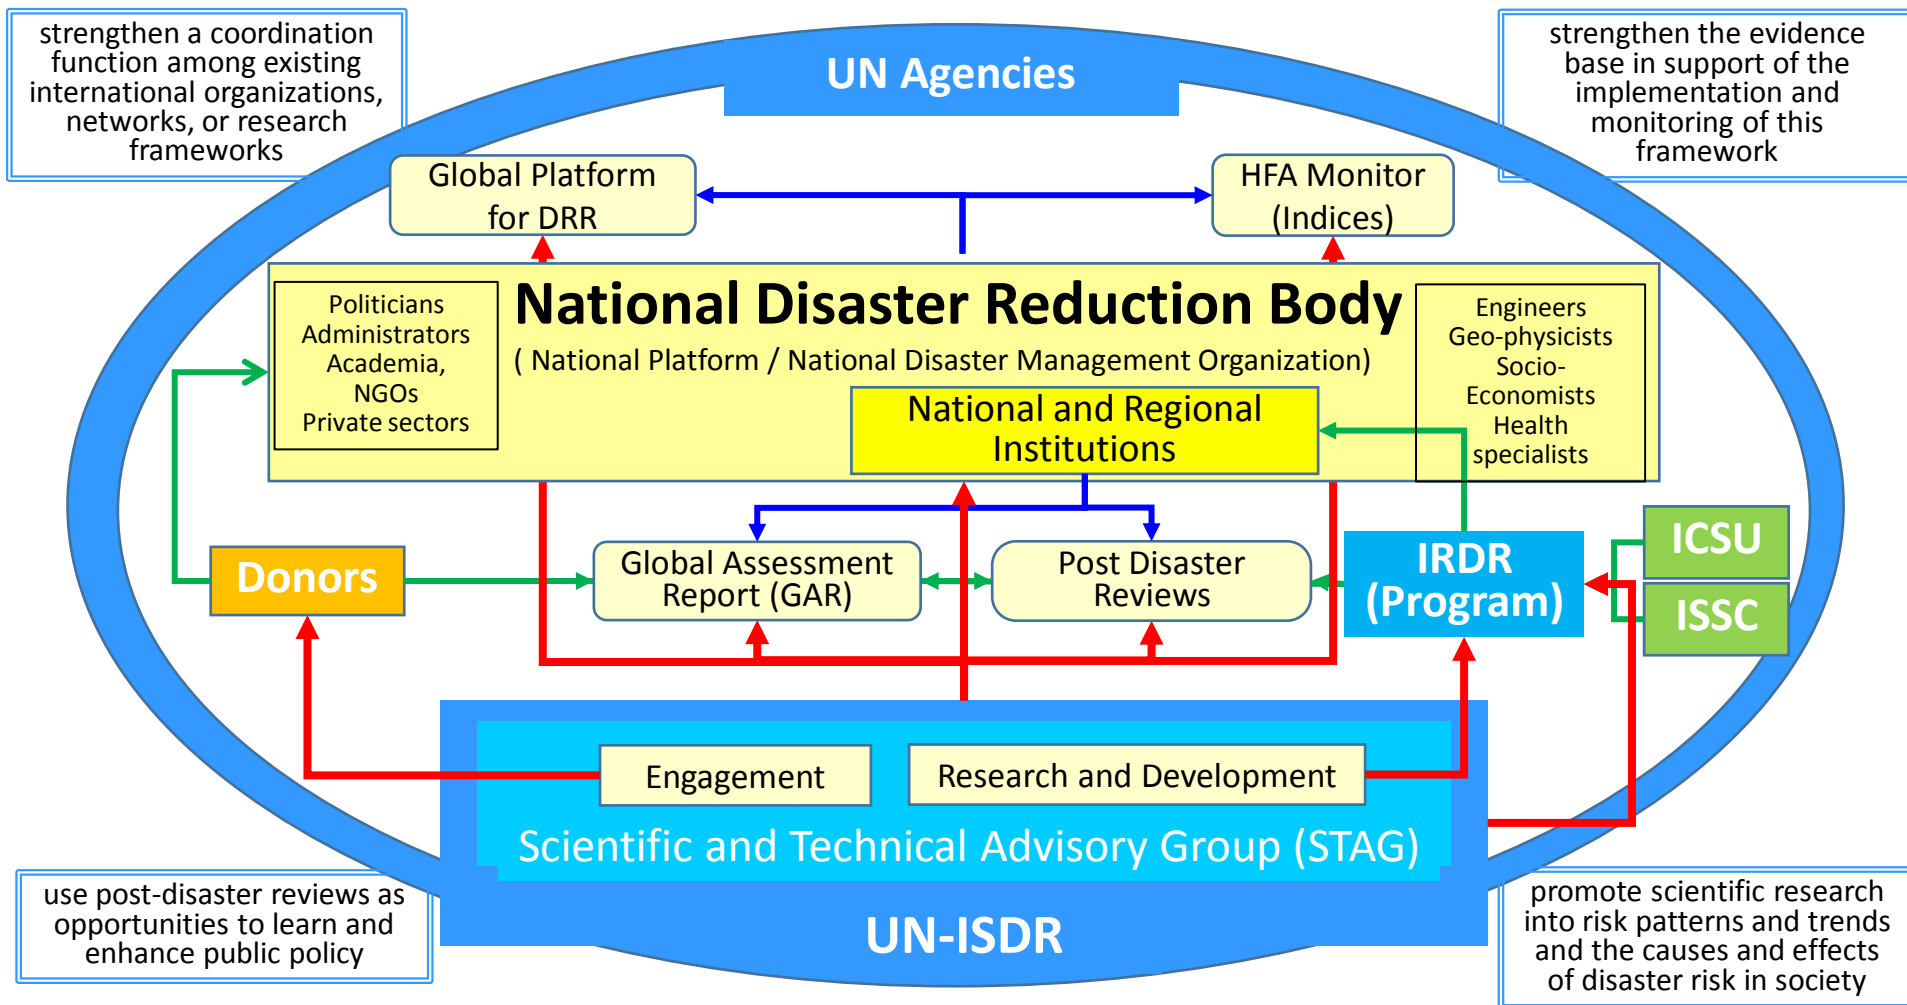 strengthen a coordination
function among existing
international organizations,
networks, or research
frameworks
UN Agencies
strengthen the evidence
base in support of the
implementation and
monitoring of this
framework
Global Platform
for DRR
HFA Monitor
(Indices)
National Disaster Reduction Body
( National Platform / National Disaster Management Organization)
Politicians
Administrators
Academia,
NGOs
Private sectors
Engineers
Geo-physicists
Socio-
Economists
Health
specialists
National and Regional
Institutions
Donors
Global Assessment
Report (GAR)
Post Disaster
Reviews
IRDR
(Program)
ICSU
ISSC
Engagement
Research and Development
Scientific and Technical Advisory Group (STAG)
UN-ISDR
use post-disaster reviews as
opportunities to learn and
enhance public policy
promote scientific research
into risk patterns and trends
and the causes and effects
of disaster risk in society